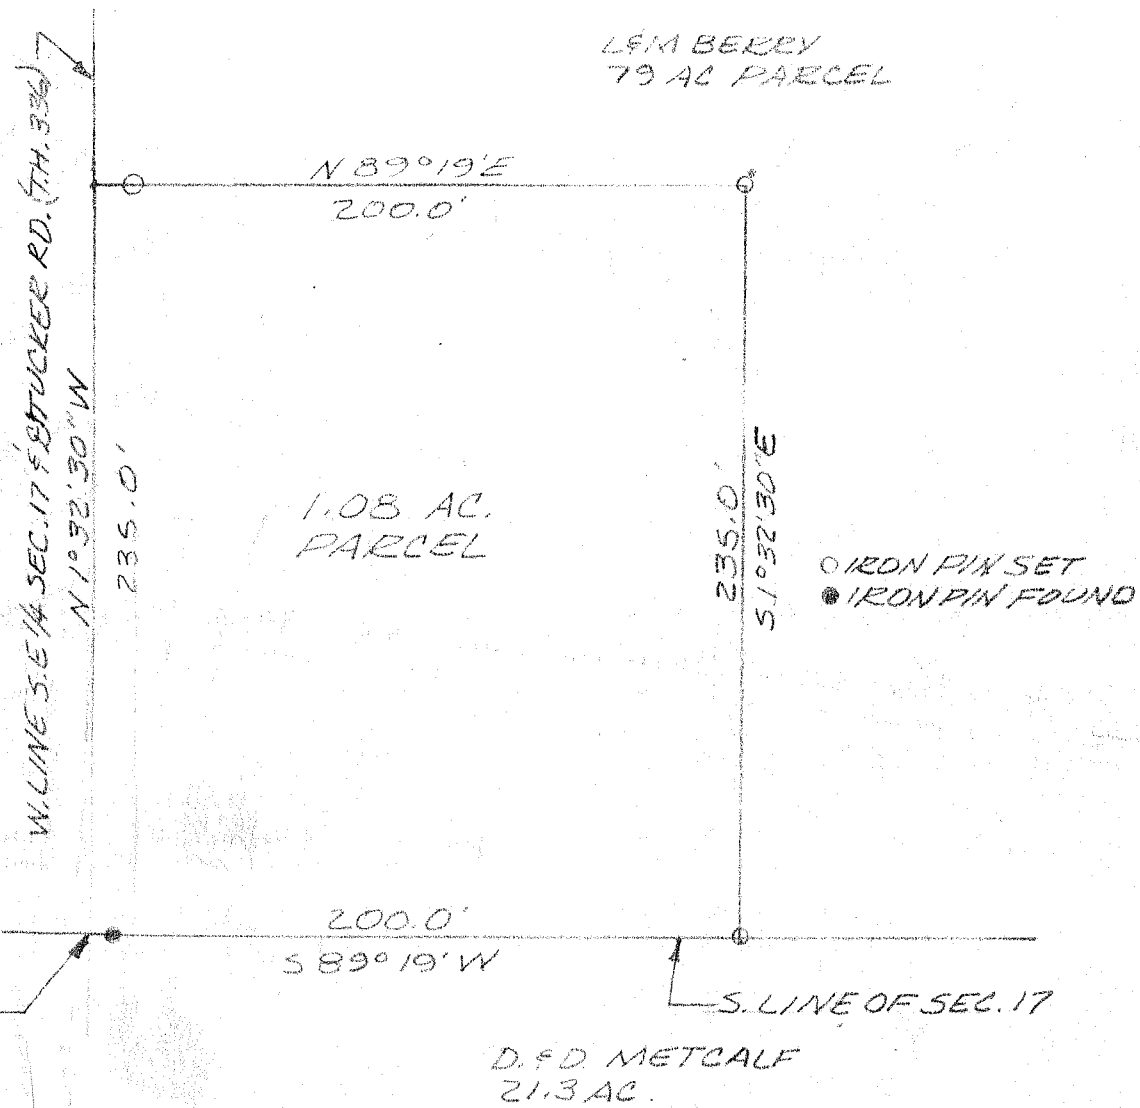 L&M BERRY
79 AC PARCEL
N 89°19'E
200.0'
W. LINE S.E 1/4 SEC. 17 & TUCKER RD. (T.H. 336)
N 1°32'30" W
235.0'
1.08 AC.
PARCEL
235.0'
S.1°32'30"E
IRON PIN SET
IRON PIN FOUND
200.0'
S 89° 19' W
S. LINE OF SEC. 17
D. & D. METCALF
21.3 AC.